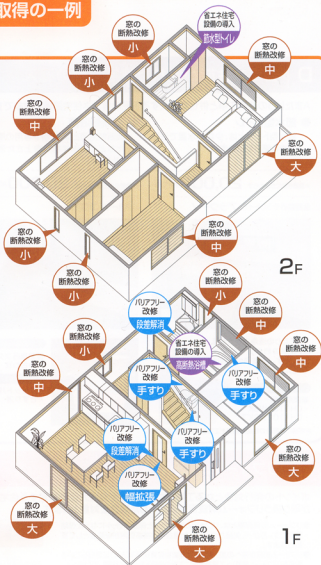 取得の一例
省エネ住宅
設備の導入
節水型トイレ
窓の
断熱改修
小
窓の
断熱改修
小
窓の
断熱改修
中
窓の
断熱改修
中
窓の
断熱改修
大
窓の
断熱改修
小
窓の
断熱改修
小
窓の
断熱改修
中
2F
バリアフリー
改修
段差解消
窓の
断熱改修
小
窓の
断熱改修
中
窓の
断熱改修
小
省エネ住宅
設備の導入
高断熱浴槽
窓の
断熱改修
中
窓の
断熱改修
中
バリアフリー
改修
手すり
バリアフリー
改修
手すり
バリアフリー
改修
段差解消
バリアフリー
改修
手すり
窓の
断熱改修
大
バリアフリー
改修
幅拡張
窓の
断熱改修
大
窓の
断熱改修
大
1F